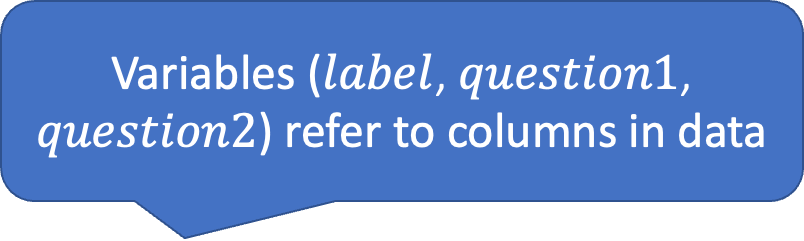 Variables (label, question1,
question2) refer to columns in data